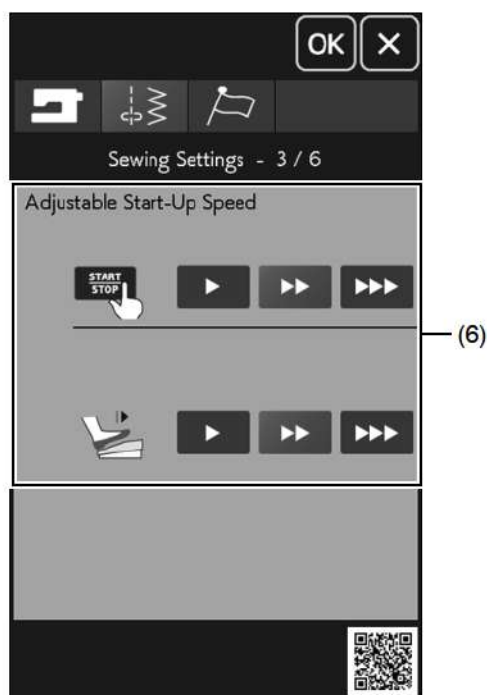 OK
Sewing Settings - 3 / 6
Adjustable Start-Up Speed
START
STOP
(6)